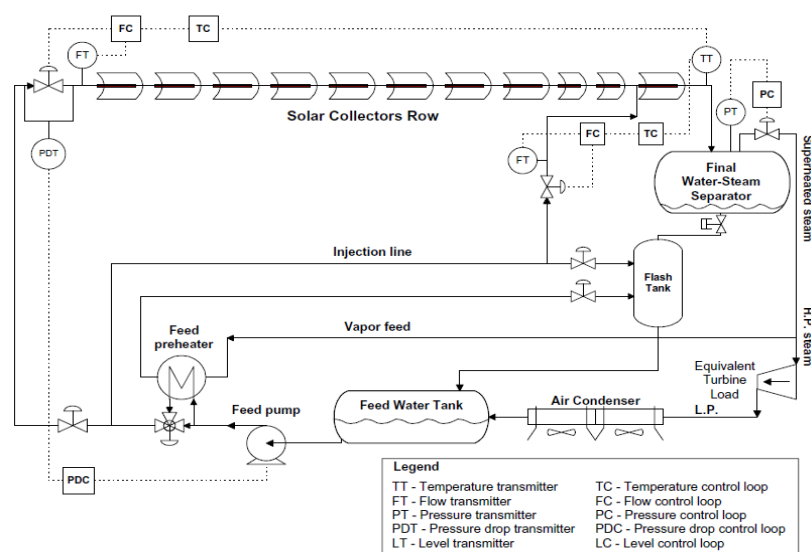 FC
TC
FT
TT
PC
PT
Solar Collectors Row
FC
TC
PDT
FT
Final
Water-Steam
Separator
Superheated steam
Injection line
Flash
Tank
Feed
preheater
Vapor feed
H.P. steam
Equivalent
Turbine
Load
Feed pump
Feed Water Tank
Air Condenser
L.P.
PDC
Legend
TT - Temperature transmitter
TC - Temperature control loop
FT - Flow transmitter
FC - Flow control loop
PT - Pressure transmitter
PC - Pressure control loop
PDT - Pressure drop transmitter
PDC - Pressure drop control loop
LT - Level transmitter
LC - Level control loop